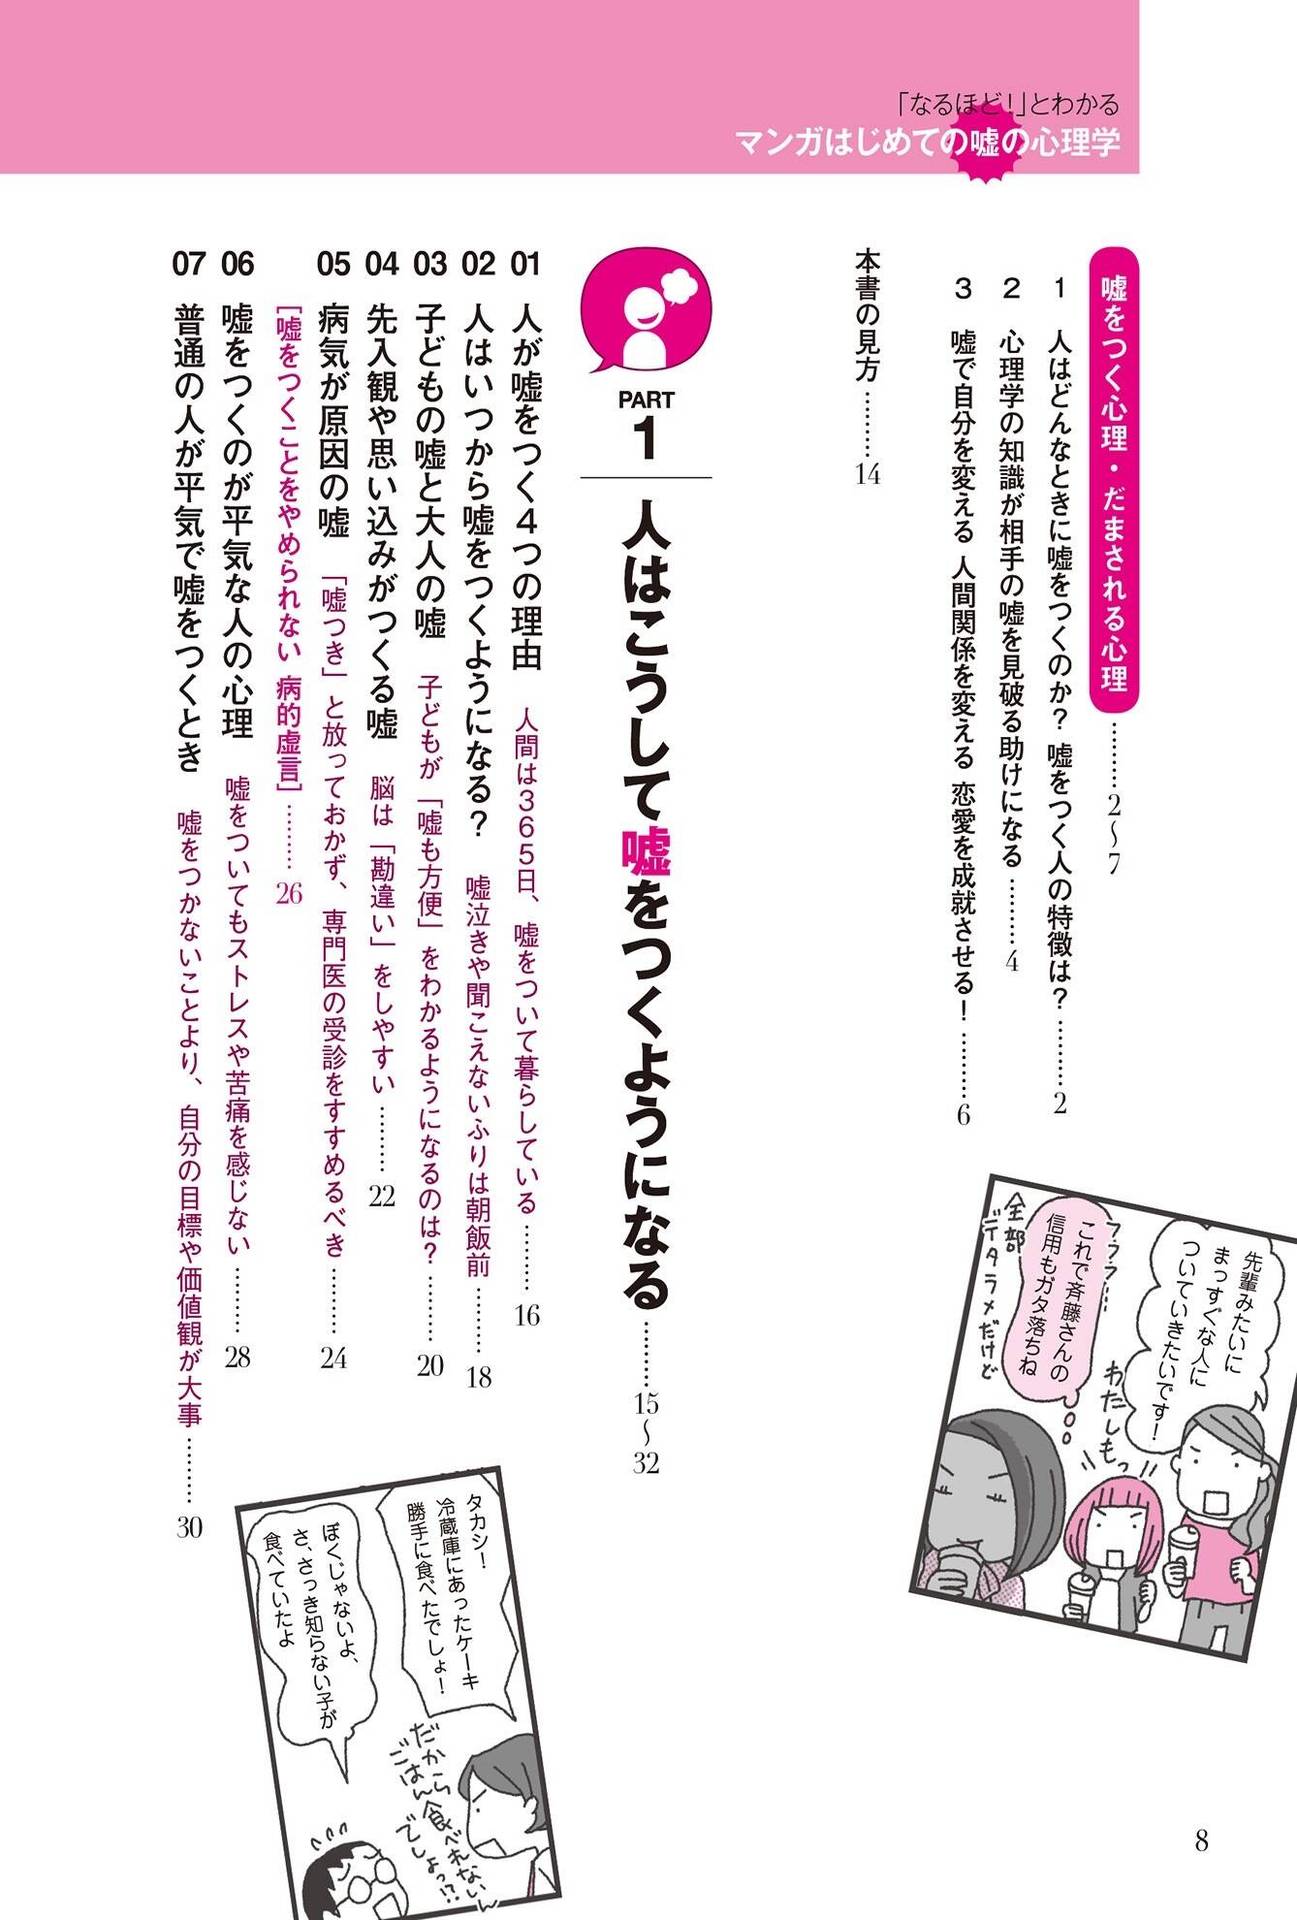 「なるほど！」とわかる
マンガはじめての嘘の心理学
嘘をつく心理・だまされる心理………2〜7
1 人はどんなときに嘘をつくのか？ 嘘をつく人の特徴は？………2
2 心理学の知識が相手の嘘を見破る助けになる………4
3 嘘で自分を変える 人間関係を変える 恋愛を成就させる！………6
本書の見方………14
PART
1
人はこうして嘘をつくようになる………15〜32
01 人が嘘をつく4つの理由 人間は365日、嘘をついて暮らしている………16
02 人はいつから嘘をつくようになる？ 嘘泣きや聞こえないふりは朝飯前………18
03 子どもの嘘と大人の嘘 子どもが「嘘も方便」をわかるようになるのは？………20
04 先入観や思い込みがつくる嘘 脳は「勘違い」をしやすい………22
05 病気が原因の嘘 「嘘つき」と放っておかず、専門医の受診をすすめるべき………24
［嘘をつくことをやめられない 病的虚言］………26
06 嘘をつくのが平気な人の心理 嘘をついてもストレスや苦痛を感じない………28
07 普通の人が平気で嘘をつくとき 嘘をつかないことより、自分の目標や価値観が大事………30
先輩みたいに
まっすぐな人に
ついていきたいです！
わたしもっ
フフフ…
これで斉藤さんの
信用もガタ落ちね
全部
デタラメだけど
タカシ！
冷蔵庫にあったケーキ
勝手に食べたでしょ！
ぼくじゃないよ、
さ、さっき知らない子が
食べていたよ
だから
ごはん食べれないん
でしょっ!?
8